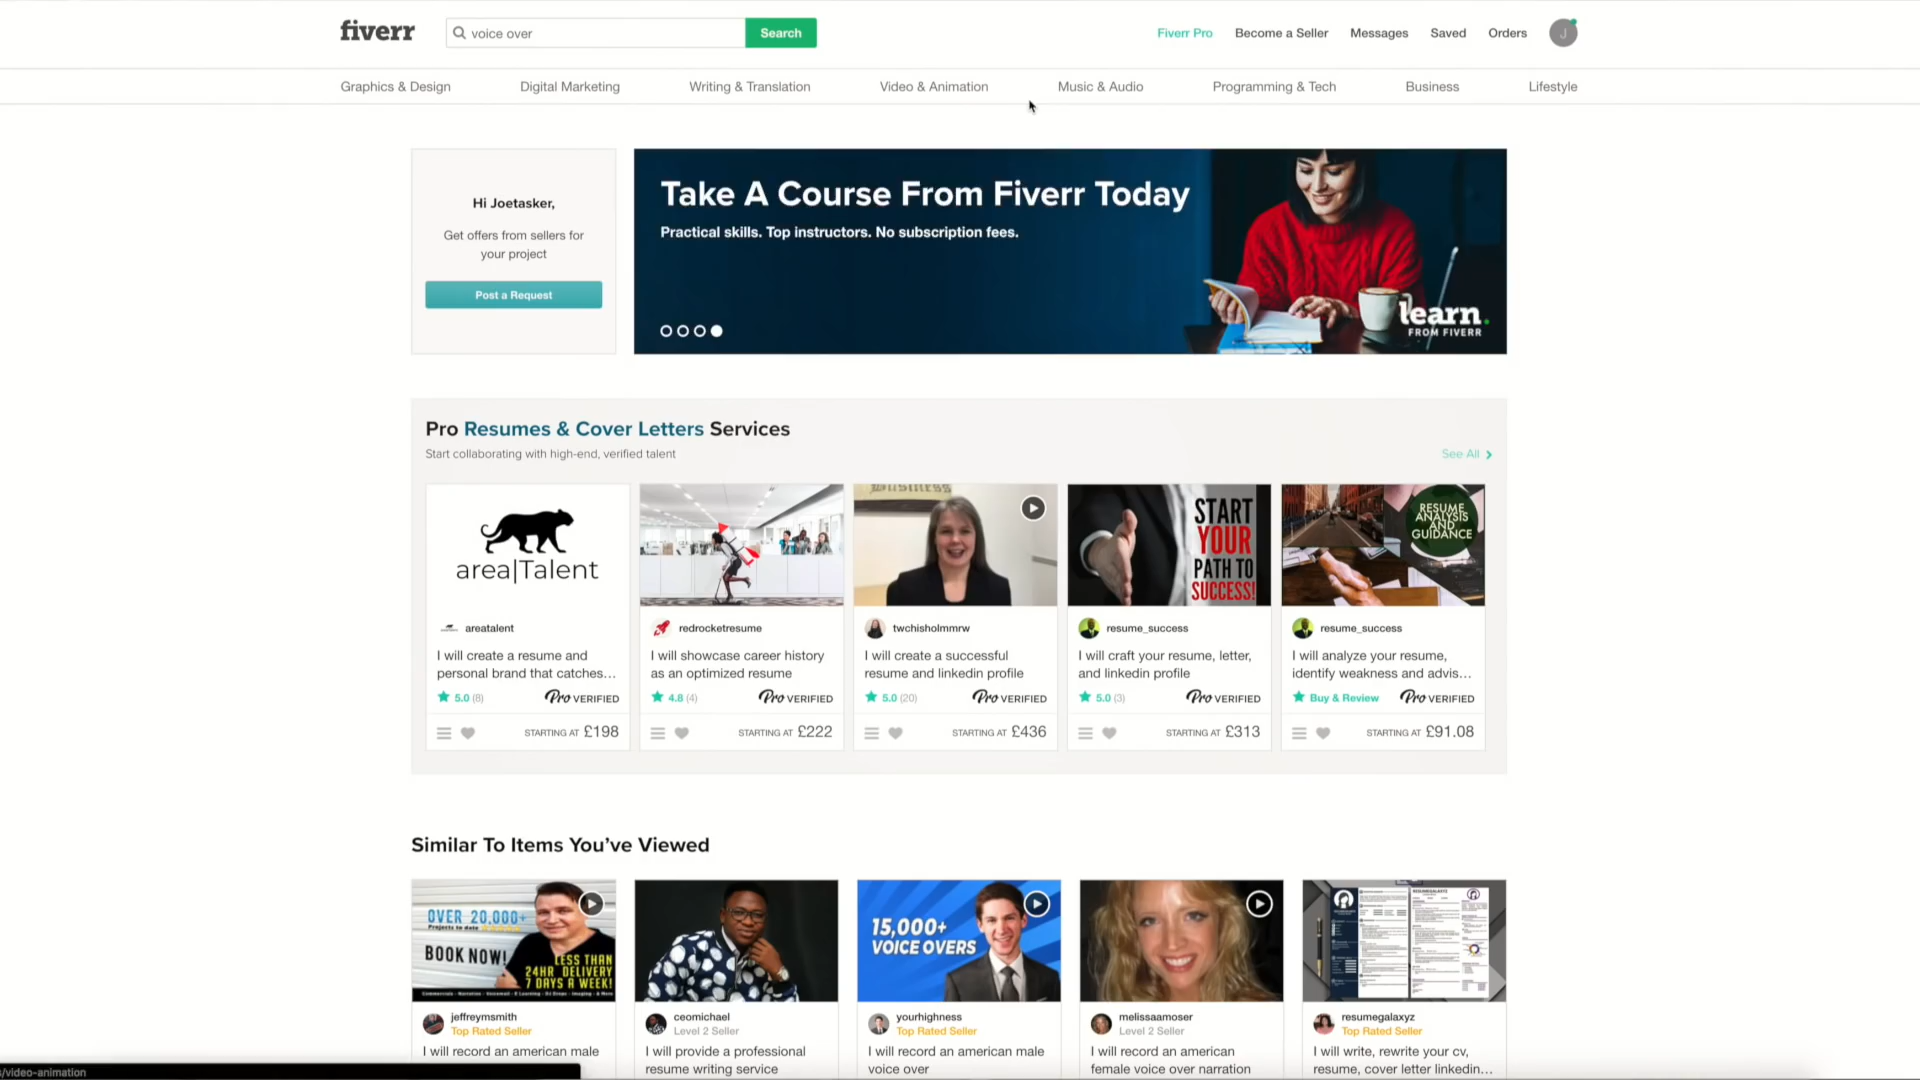 fiverr
voice over
Search
Fiverr Pro
Become a Seller
Messages
Saved
Orders
J
Graphics & Design
Digital Marketing
Writing & Translation
Video & Animation
Music & Audio
Programming & Tech
Business
Lifestyle
Hi Joetasker,
Get offers from sellers for
your project
Post a Request
Take A Course From Fiverr Today
Practical skills. Top instructors. No subscription fees.
learn.
FROM FIVERR
Pro Resumes & Cover Letters Services
Start collaborating with high-end, verified talent
See All
area|Talent
areatalent
I will create a resume and
personal brand that catches...
5.0 (8)
Pro VERIFIED
STARTING AT £198
redrocketresume
I will showcase career history
as an optimized resume
4.8 (4)
Pro VERIFIED
STARTING AT £222
Business
twchisholmmrw
I will create a successful
resume and linkedin profile
5.0 (20)
Pro VERIFIED
STARTING AT £436
START
YOUR
PATH TO
SUCCESS!
resume_success
I will craft your resume, letter,
and linkedin profile
5.0 (3)
Pro VERIFIED
STARTING AT £313
RESUME
ANALYSIS
AND
GUIDANCE
resume_success
I will analyze your resume,
identify weakness and advis...
Buy & Review
Pro VERIFIED
STARTING AT £91.08
Similar To Items You've Viewed
OVER 20,000+
Projects to date
BOOK NOW!
LESS THAN
24HR DELIVERY
7 DAYS A WEEK!
jeffreymsmith
Top Rated Seller
I will record an american male
ceomichael
Level 2 Seller
I will provide a professional
resume writing service
15,000+
VOICE OVERS
yourhighness
Top Rated Seller
I will record an american male
voice over
melissaamoser
Level 2 Seller
I will record an american
female voice over narration
RESUMEGALAXYZ
resumegalaxyz
Top Rated Seller
I will write, rewrite your cv,
resume, cover letter linkedin...
/video-animation